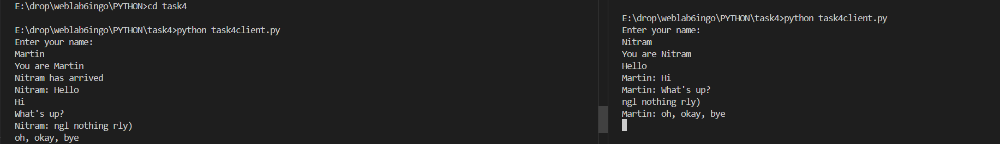 E:\drop\weblab6ingo\PYTHON>cd task4
E:\drop\weblab6ingo\PYTHON\task4>python task4client.py
Enter your name:
Martin
You are Martin
Nitram has arrived
Nitram: Hello
Hi
What's up?
Nitram: ngl nothing rly)
oh, okay, bye
E:\drop\weblab6ingo\PYTHON\task4>python task4client.py
Enter your name:
Nitram
You are Nitram
Hello
Martin: Hi
Martin: What's up?
ngl nothing rly)
Martin: oh, okay, bye